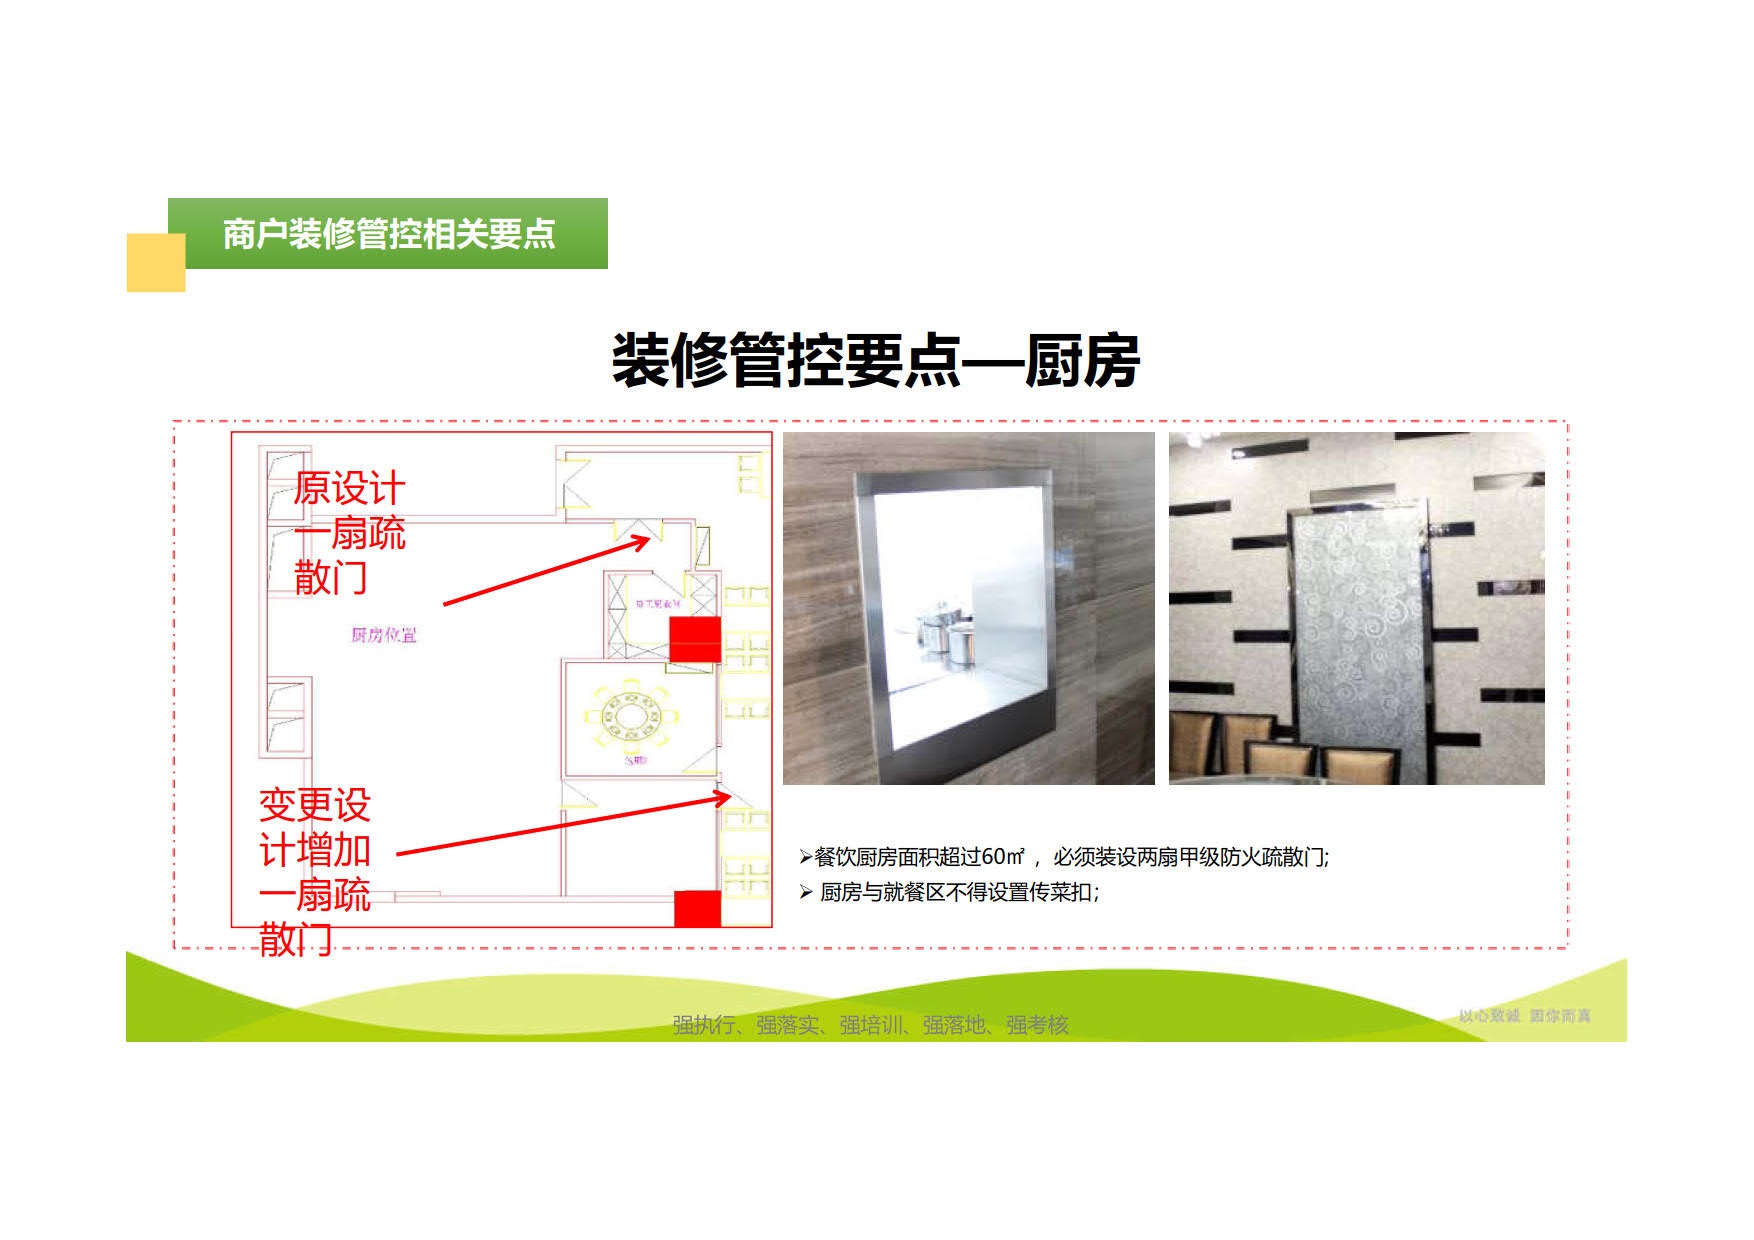 商户装修管控相关要点
装修管控要点—厨房
原设计
一扇疏
散门
厨房位置
变更设
计增加
一扇疏
散门
➢餐饮厨房面积超过60㎡ ，必须装设两扇甲级防火疏散门;
➢ 厨房与就餐区不得设置传菜扣；
强执行、强落实、强培训、强落地、强考核
以心致诚 因你而真